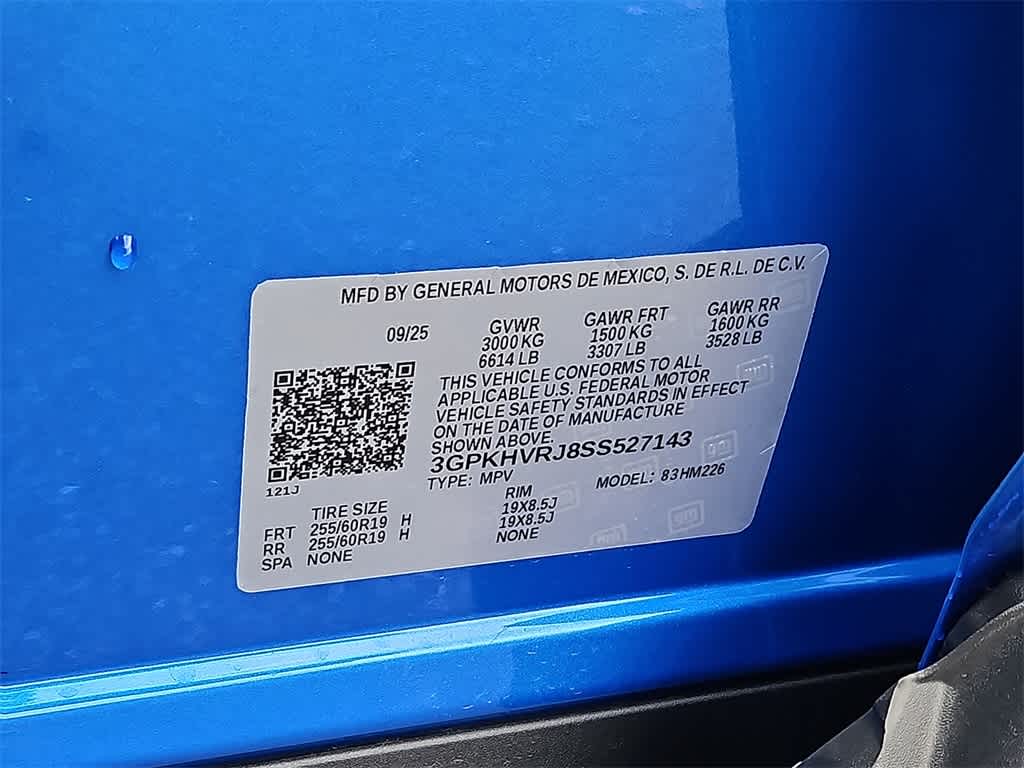 MFD BY GENERAL MOTORS DE MEXICO, S. DE R.L. DE C.V.
09/25 GVWR GAWR FRT GAWR RR
3000 KG 1500 KG 1600 KG
6614 LB 3307 LB 3528 LB
THIS VEHICLE CONFORMS TO ALL
APPLICABLE U.S. FEDERAL MOTOR
VEHICLE SAFETY STANDARDS IN EFFECT
ON THE DATE OF MANUFACTURE
SHOWN ABOVE.
3GPKHVRJ8SS527143
TYPE: MPV MODEL: 83HM226
121J
TIRE SIZE RIM
FRT 255/60R19 H 19X8.5J
RR 255/60R19 H 19X8.5J
SPA NONE NONE
gm
gm
gm